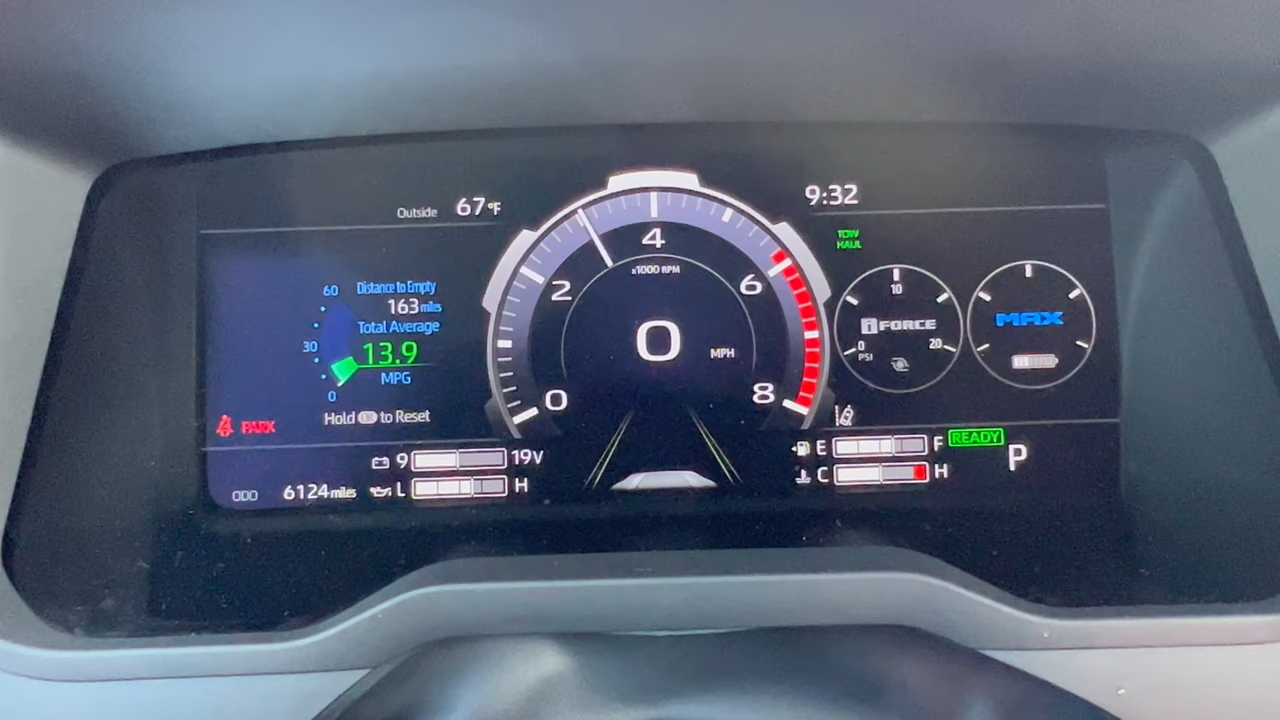 Outside 67°F
9:32
TOW
HAUL
60
Distance to Empty
163 miles
Total Average
30
13.9
MPG
0
Hold OK to Reset
PARK
ODO 6124 miles
9 19V
L H
0 2 4 6 8
x1000 RPM
0 MPH
10
i FORCE
0 20
PSI
MAX
E F
C H
READY
P